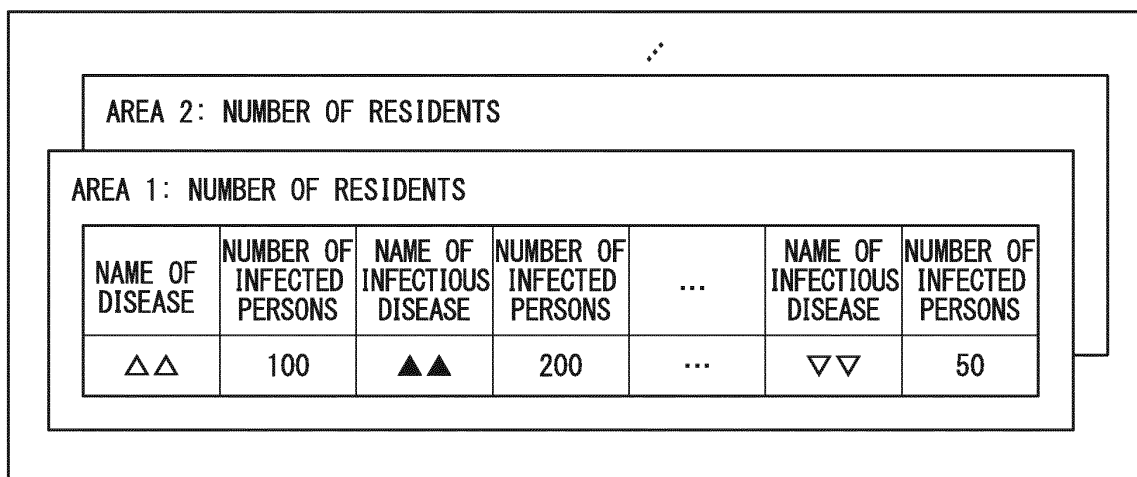 AREA 2: NUMBER OF RESIDENTS
AREA 1: NUMBER OF RESIDENTS
NAME OF DISEASE | NUMBER OF INFECTED PERSONS | NAME OF INFECTIOUS DISEASE | NUMBER OF INFECTED PERSONS | ... | NAME OF INFECTIOUS DISEASE | NUMBER OF INFECTED PERSONS
△△ | 100 | ▲▲ | 200 | ... | ▽▽ | 50